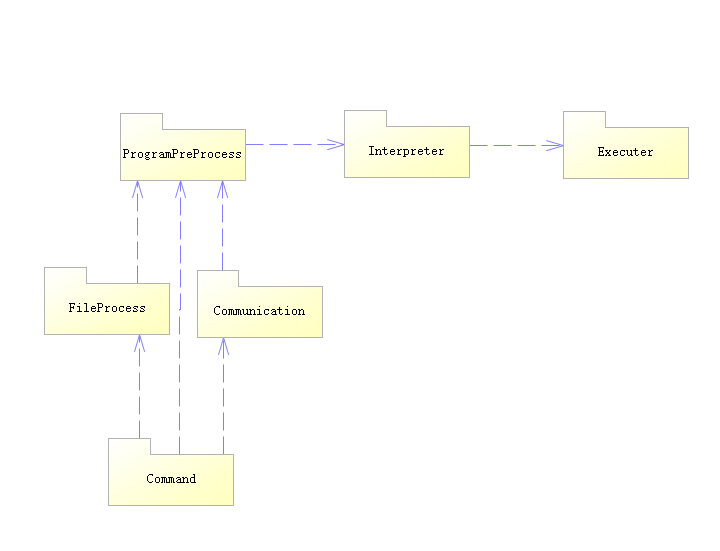 ProgramPreProcess
Interpreter
Executer
FileProcess
Communication
Command